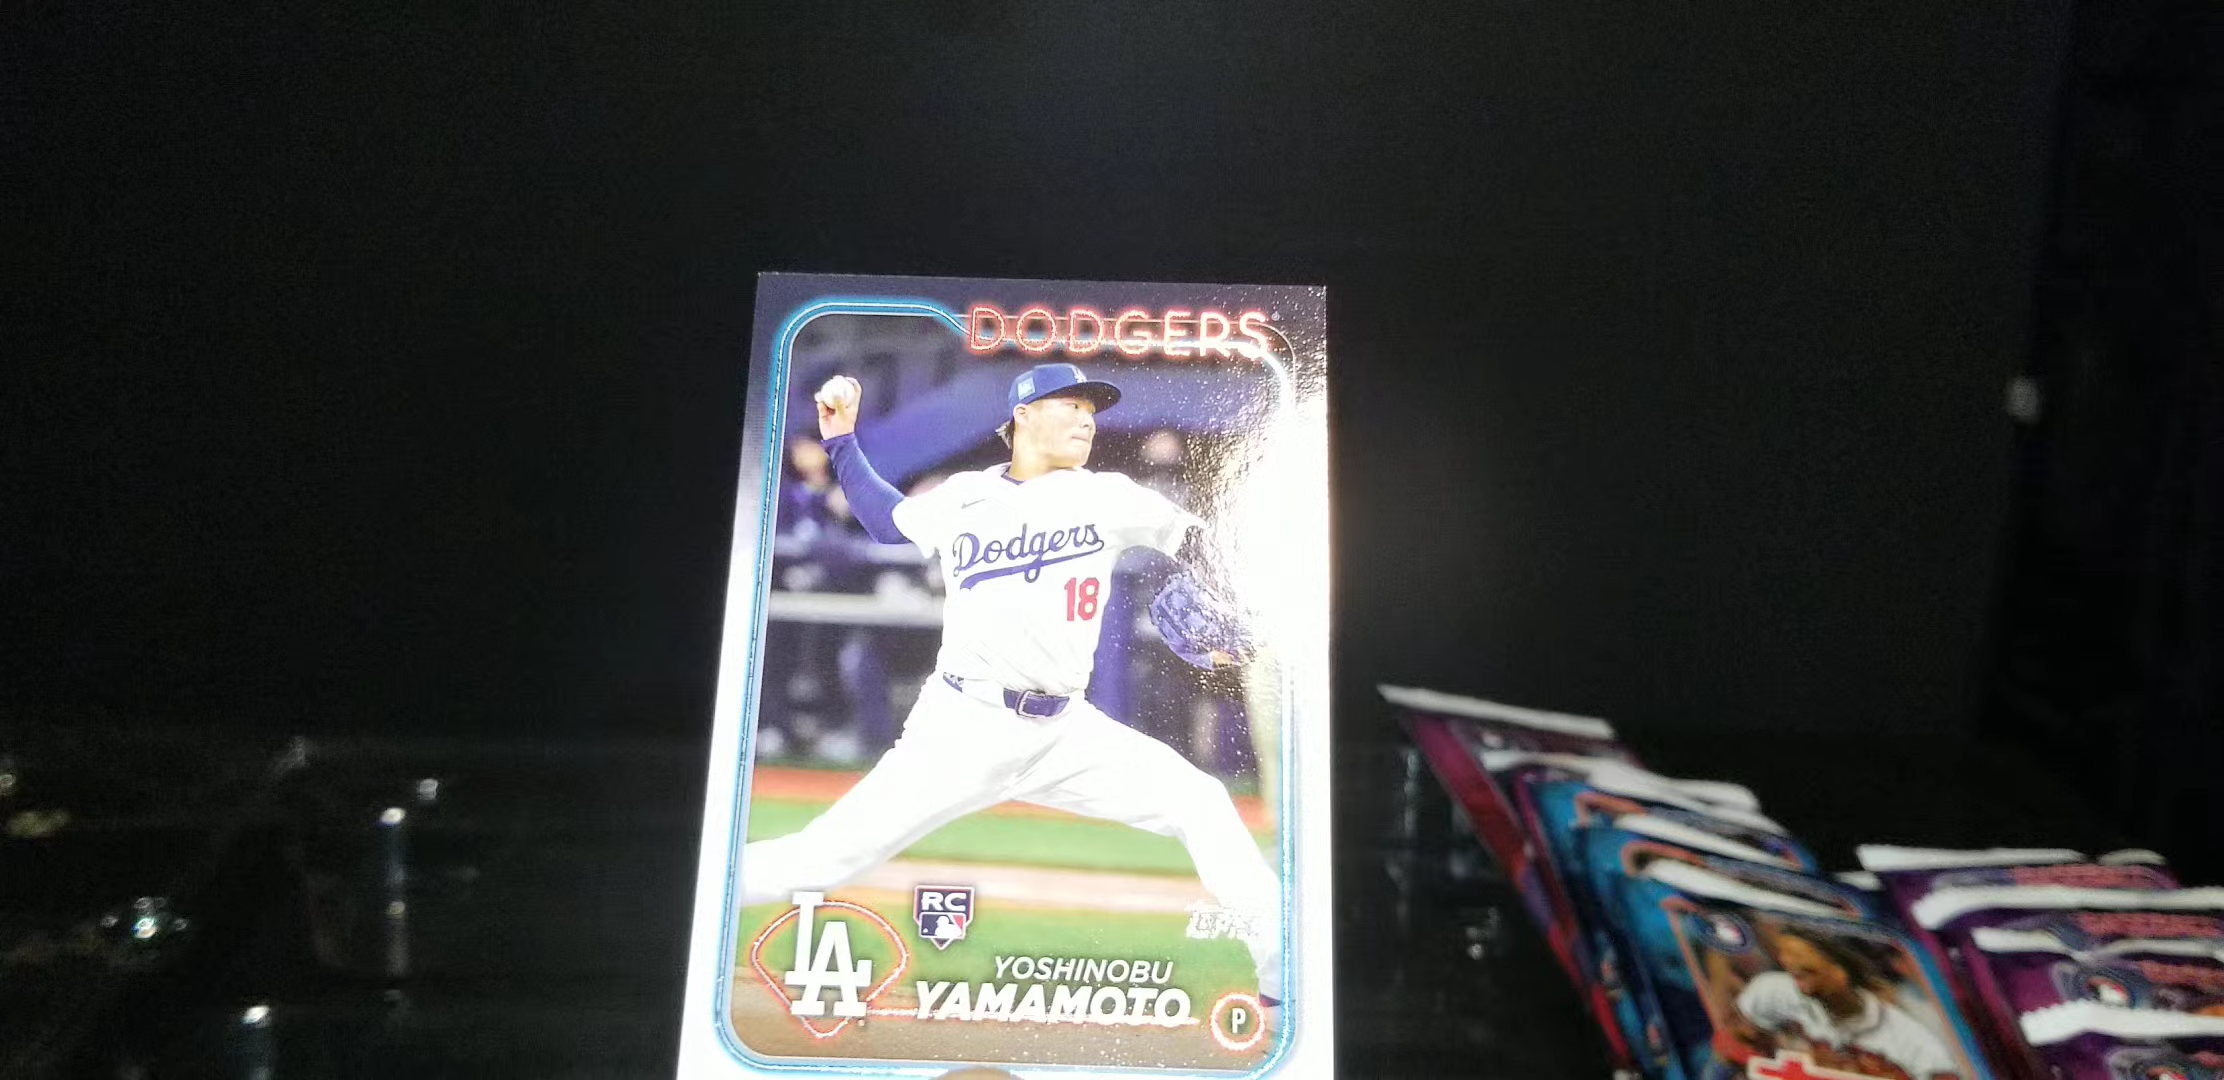 DODGERS
Dodgers
18
LA
RC
YOSHINOBU
YAMAMOTO
P